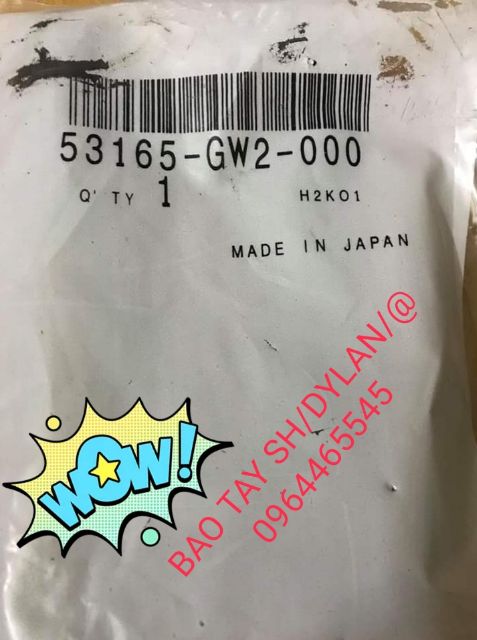 53165-GW2-000
Q' TY 1 H2K01
MADE IN JAPAN
BAO TAY SH/DYLAN/@
0964465545
WOW!